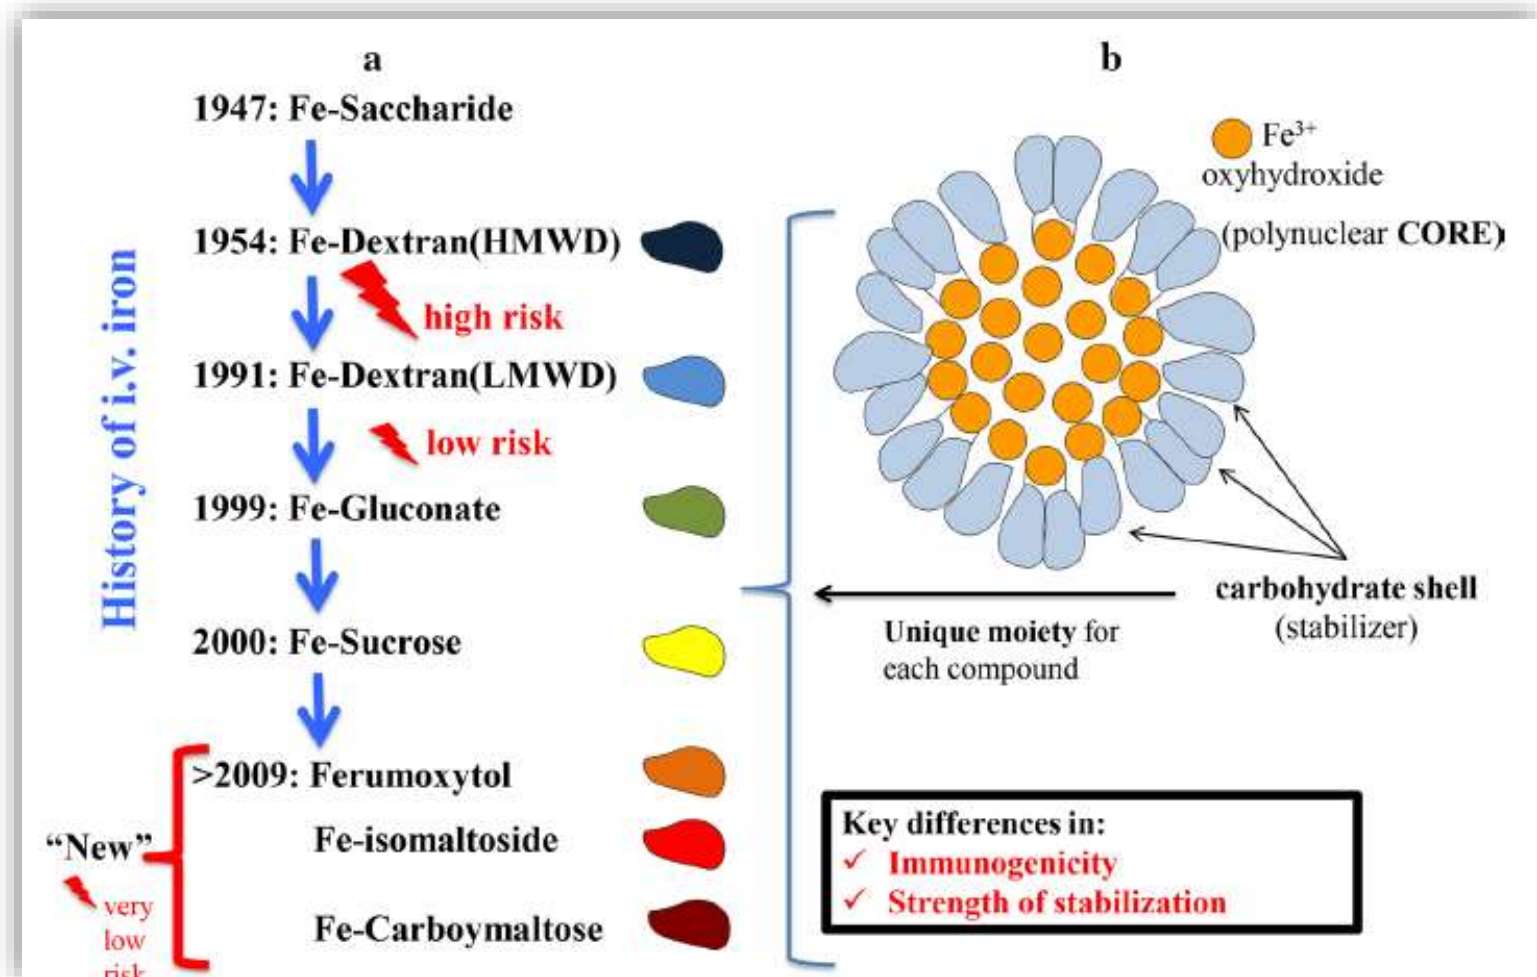 a
1947: Fe-Saccharide
1954: Fe-Dextran(HMWD)
high risk
1991: Fe-Dextran(LMWD)
low risk
1999: Fe-Gluconate
2000: Fe-Sucrose
>2009: Ferumoxytol
Fe-isomaltoside
Fe-Carboymaltose
History of i.v. iron
“New”
very
low
risk
b
Fe³⁺
oxyhydroxide
(polynuclear CORE)
carbohydrate shell
(stabilizer)
Unique moiety for
each compound
Key differences in:
✓ Immunogenicity
✓ Strength of stabilization